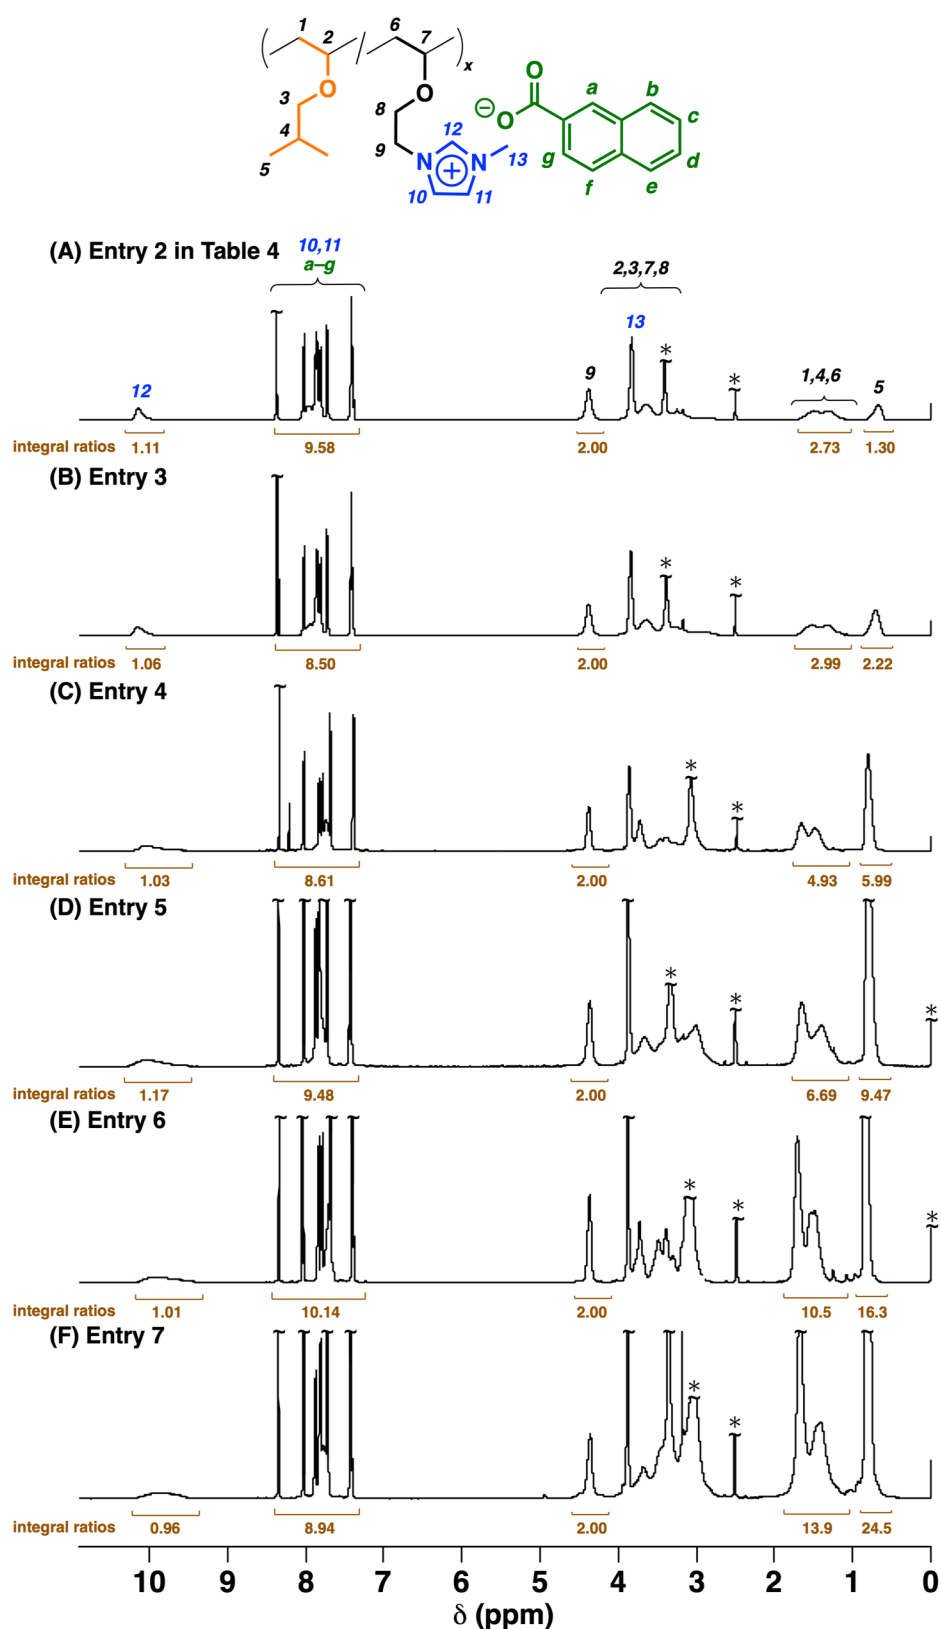 1 2 6 7
( / ) x
O O
3 4 5 8 9
N + N
12 13 10 11
O ⊖ O
a b c d e f g
(A) Entry 2 in Table 4
10,11
a–g
2,3,7,8
12 9 13 * * 1,4,6 5
integral ratios 1.11 9.58 2.00 2.73 1.30
(B) Entry 3
* *
integral ratios 1.06 8.50 2.00 2.99 2.22
(C) Entry 4
* *
integral ratios 1.03 8.61 2.00 4.93 5.99
(D) Entry 5
* * *
integral ratios 1.17 9.48 2.00 6.69 9.47
(E) Entry 6
* * *
integral ratios 1.01 10.14 2.00 10.5 16.3
(F) Entry 7
* *
integral ratios 0.96 8.94 2.00 13.9 24.5
10 9 8 7 6 5 4 3 2 1 0
δ (ppm)